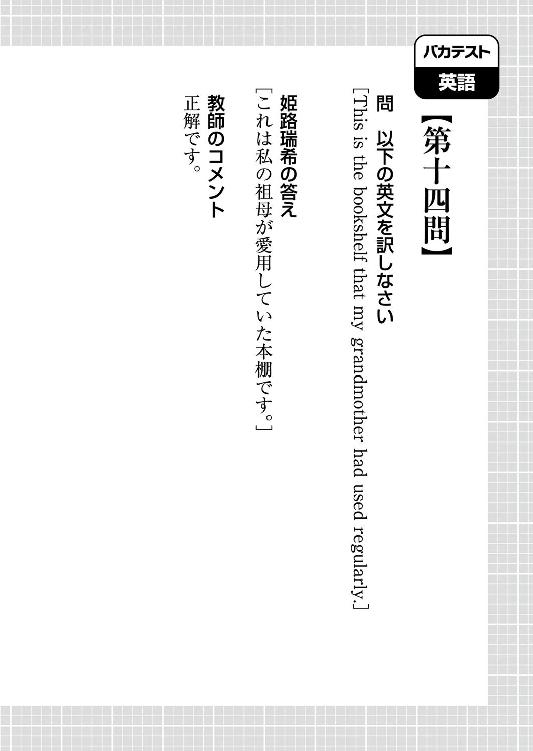 バカテスト
英語
【第十四問】
問　以下の英文を訳しなさい
［This is the bookshelf that my grandmother had used regularly.］
姫路瑞希の答え
［これは私の祖母が愛用していた本棚です。］
教師のコメント
正解です。